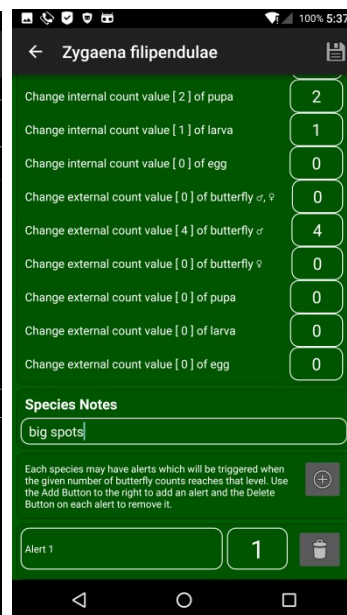 100% 5:37
Zygaena filipendulae
Change internal count value [ 2 ] of pupa 2
Change internal count value [ 1 ] of larva 1
Change internal count value [ 0 ] of egg 0
Change external count value [ 0 ] of butterfly ♂, ♀ 0
Change external count value [ 4 ] of butterfly ♂ 4
Change external count value [ 0 ] of butterfly ♀ 0
Change external count value [ 0 ] of pupa 0
Change external count value [ 0 ] of larva 0
Change external count value [ 0 ] of egg 0
Species Notes
big spots
Each species may have alerts which will be triggered when
the given number of butterfly counts reaches that level. Use
the Add Button to the right to add an alert and the Delete
Button on each alert to remove it.
Alert 1 1